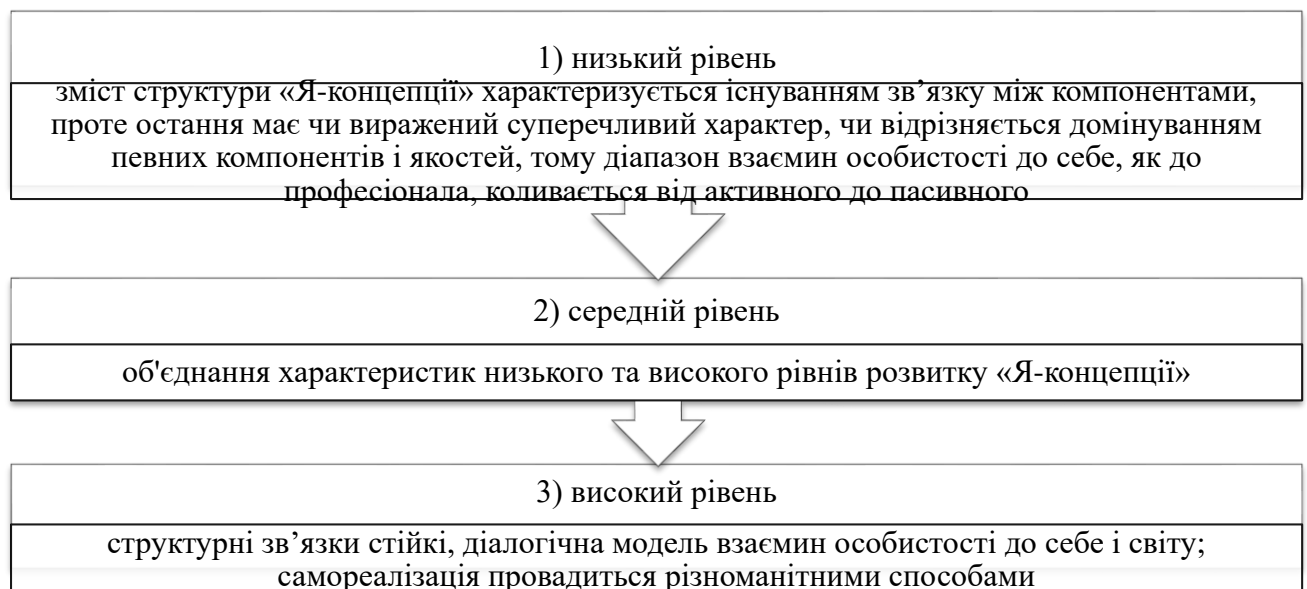 1) низький рівень
зміст структури «Я-концепції» характеризується існуванням зв’язку між компонентами,
проте остання має чи виражений суперечливий характер, чи відрізняється домінуванням
певних компонентів і якостей, тому діапазон взаємин особистості до себе, як до
професіонала, коливається від активного до пасивного
2) середній рівень
об'єднання характеристик низького та високого рівнів розвитку «Я-концепції»
3) високий рівень
структурні зв’язки стійкі, діалогічна модель взаємин особистості до себе і світу;
самореалізація провадиться різноманітними способами